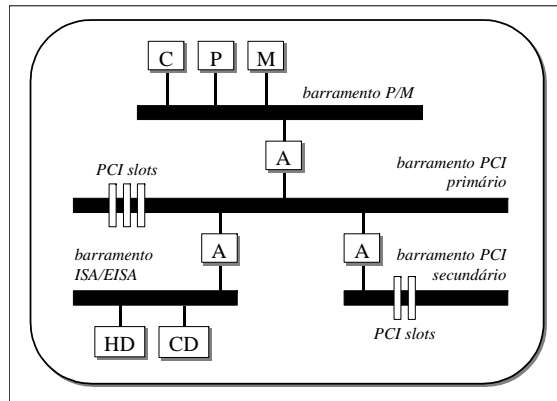 C P M
barramento P/M
A
PCI slots
barramento PCI
primário
A
A
barramento
ISA/EISA
barramento PCI
secundário
HD
CD
PCI slots